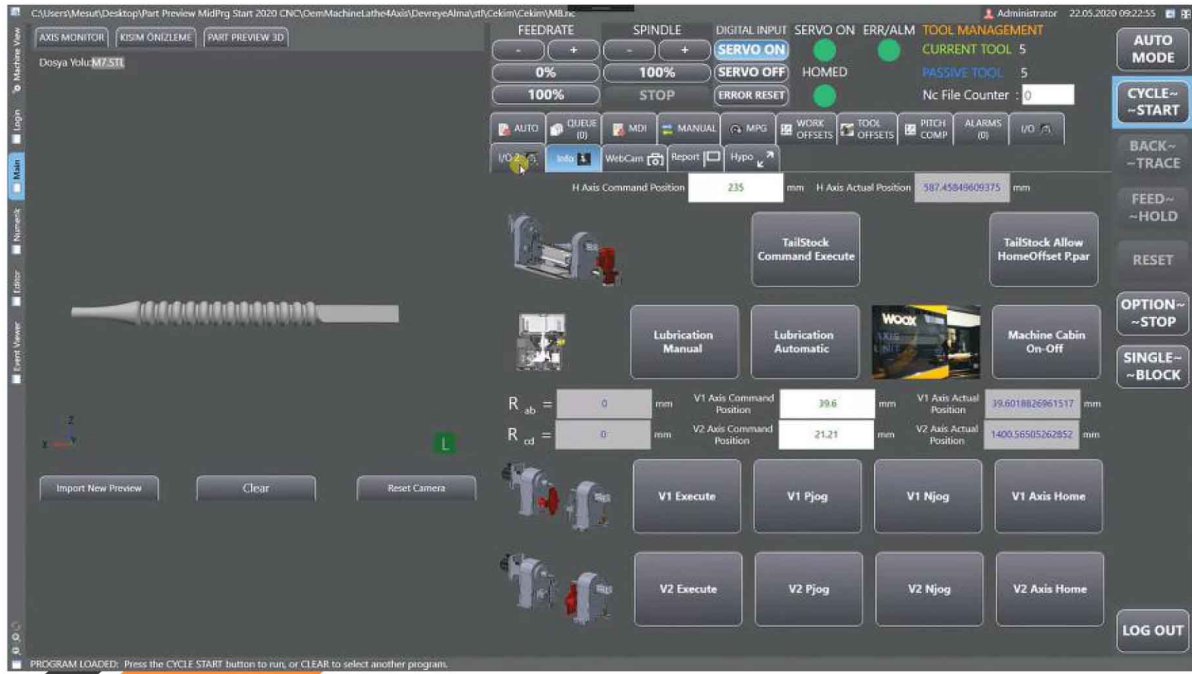 C:\Users\Mesut\Desktop\Part Preview MidPrg Start 2020 CNC\OemMachineLathe4Axis\DevreyeAlma\stl\Cekim\Cekim\M8.nc
Administrator 22.05.2020 09:22:55
Machine View
Login
Main
Numerik
Editor
Event Viewer
AXIS MONITOR KISIM ÖNİZLEME PART PREVIEW 3D
Dosya Yolu:M7.STL
FEEDRATE SPINDLE DIGITAL INPUT SERVO ON ERR/ALM TOOL MANAGEMENT
- + - + SERVO ON CURRENT TOOL 5
0% 100% SERVO OFF HOMED PASSIVE TOOL 5
100% STOP ERROR RESET Nc File Counter : 0
AUTO QUEUE (0) MDI MANUAL MPG WORK OFFSETS TOOL OFFSETS PITCH COMP ALARMS (0) I/O
I/O 2 Info WebCam Report Hypo
H Axis Command Position 235 mm H Axis Actual Position 587.45849609375 mm
TailStock Command Execute
TailStock Allow HomeOffset P.par
Lubrication Manual
Lubrication Automatic
WOOX
AXIS
UNIT
Machine Cabin On-Off
R ab = 0 mm V1 Axis Command Position 39.6 mm V1 Axis Actual Position 39.6018826961517 mm
R cd = 0 mm V2 Axis Command Position 21.21 mm V2 Axis Actual Position 1400.56505262852 mm
V1 Execute V1 Pjog V1 Njog V1 Axis Home
V2 Execute V2 Pjog V2 Njog V2 Axis Home
Z
X Y
L
Import New Preview Clear Reset Camera
AUTO MODE
CYCLE~
~START
BACK~
~TRACE
FEED~
~HOLD
RESET
OPTION~
~STOP
SINGLE~
~BLOCK
LOG OUT
PROGRAM LOADED: Press the CYCLE START button to run, or CLEAR to select another program.